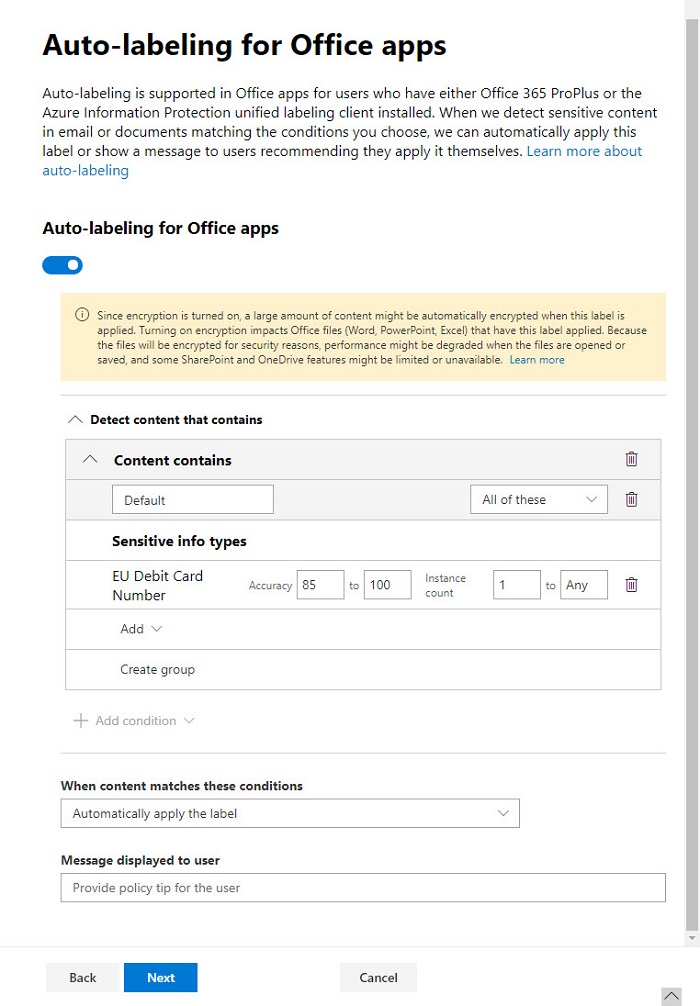 Auto-labeling for Office apps
Auto-labeling is supported in Office apps for users who have either Office 365 ProPlus or the
Azure Information Protection unified labeling client installed. When we detect sensitive content
in email or documents matching the conditions you choose, we can automatically apply this
label or show a message to users recommending they apply it themselves. Learn more about
auto-labeling
Auto-labeling for Office apps
Since encryption is turned on, a large amount of content might be automatically encrypted when this label is
applied. Turning on encryption impacts Office files (Word, PowerPoint, Excel) that have this label applied. Because
the files will be encrypted for security reasons, performance might be degraded when the files are opened or
saved, and some SharePoint and OneDrive features might be limited or unavailable. Learn more
Detect content that contains
Content contains
Default All of these
Sensitive info types
EU Debit Card
Number
Accuracy 85 to 100
Instance
count
1 to Any
Add
Create group
Add condition
When content matches these conditions
Automatically apply the label
Message displayed to user
Provide policy tip for the user
Back Next Cancel